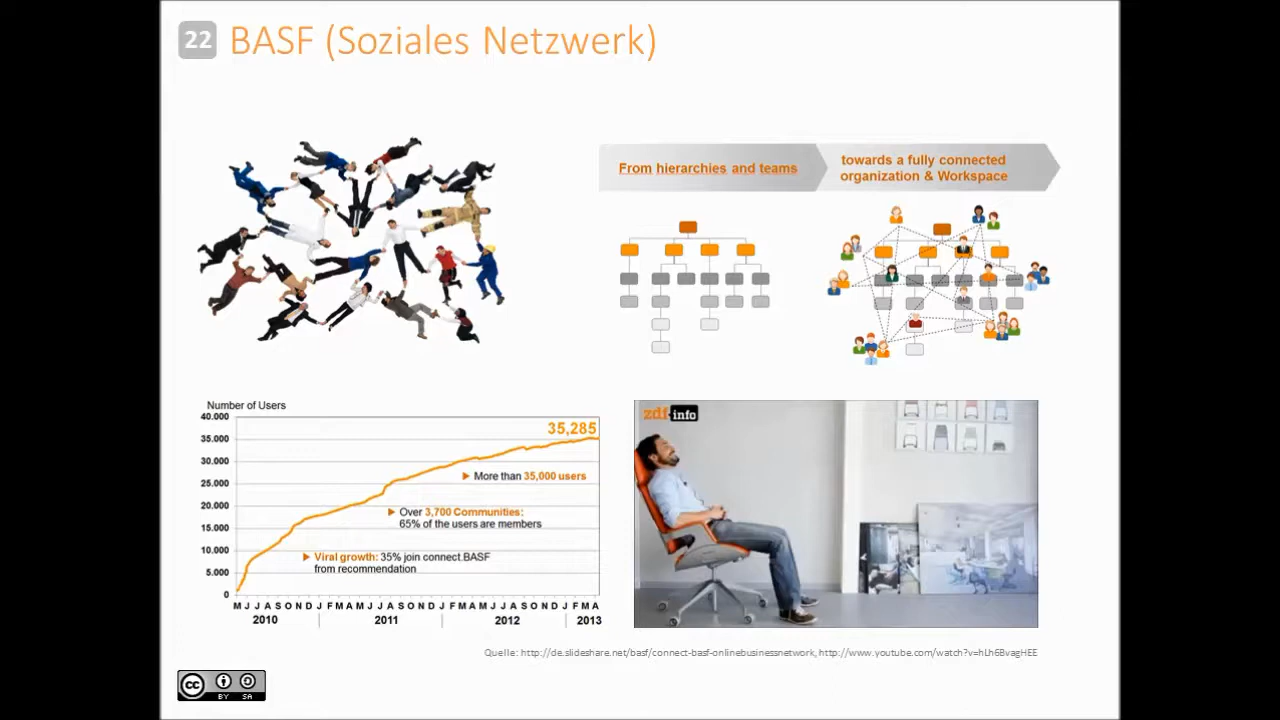 22 BASF (Soziales Netzwerk)
From hierarchies and teams
towards a fully connected
organization & Workspace
Number of Users
40.000
35.000
30.000
25.000
20.000
15.000
10.000
5.000
0
35,285
More than 35,000 users
Over 3,700 Communities:
65% of the users are members
Viral growth: 35% join connect.BASF
from recommendation
M J J A S O N D J F M A M J J A S O N D J F M A M J J A S O N D J F M A
2010 2011 2012 2013
zdf info
Quelle: http://de.slideshare.net/basf/connect-basf-onlinebusinessnetwork, http://www.youtube.com/watch?v=hLh6BvagHEE
cc
BY SA